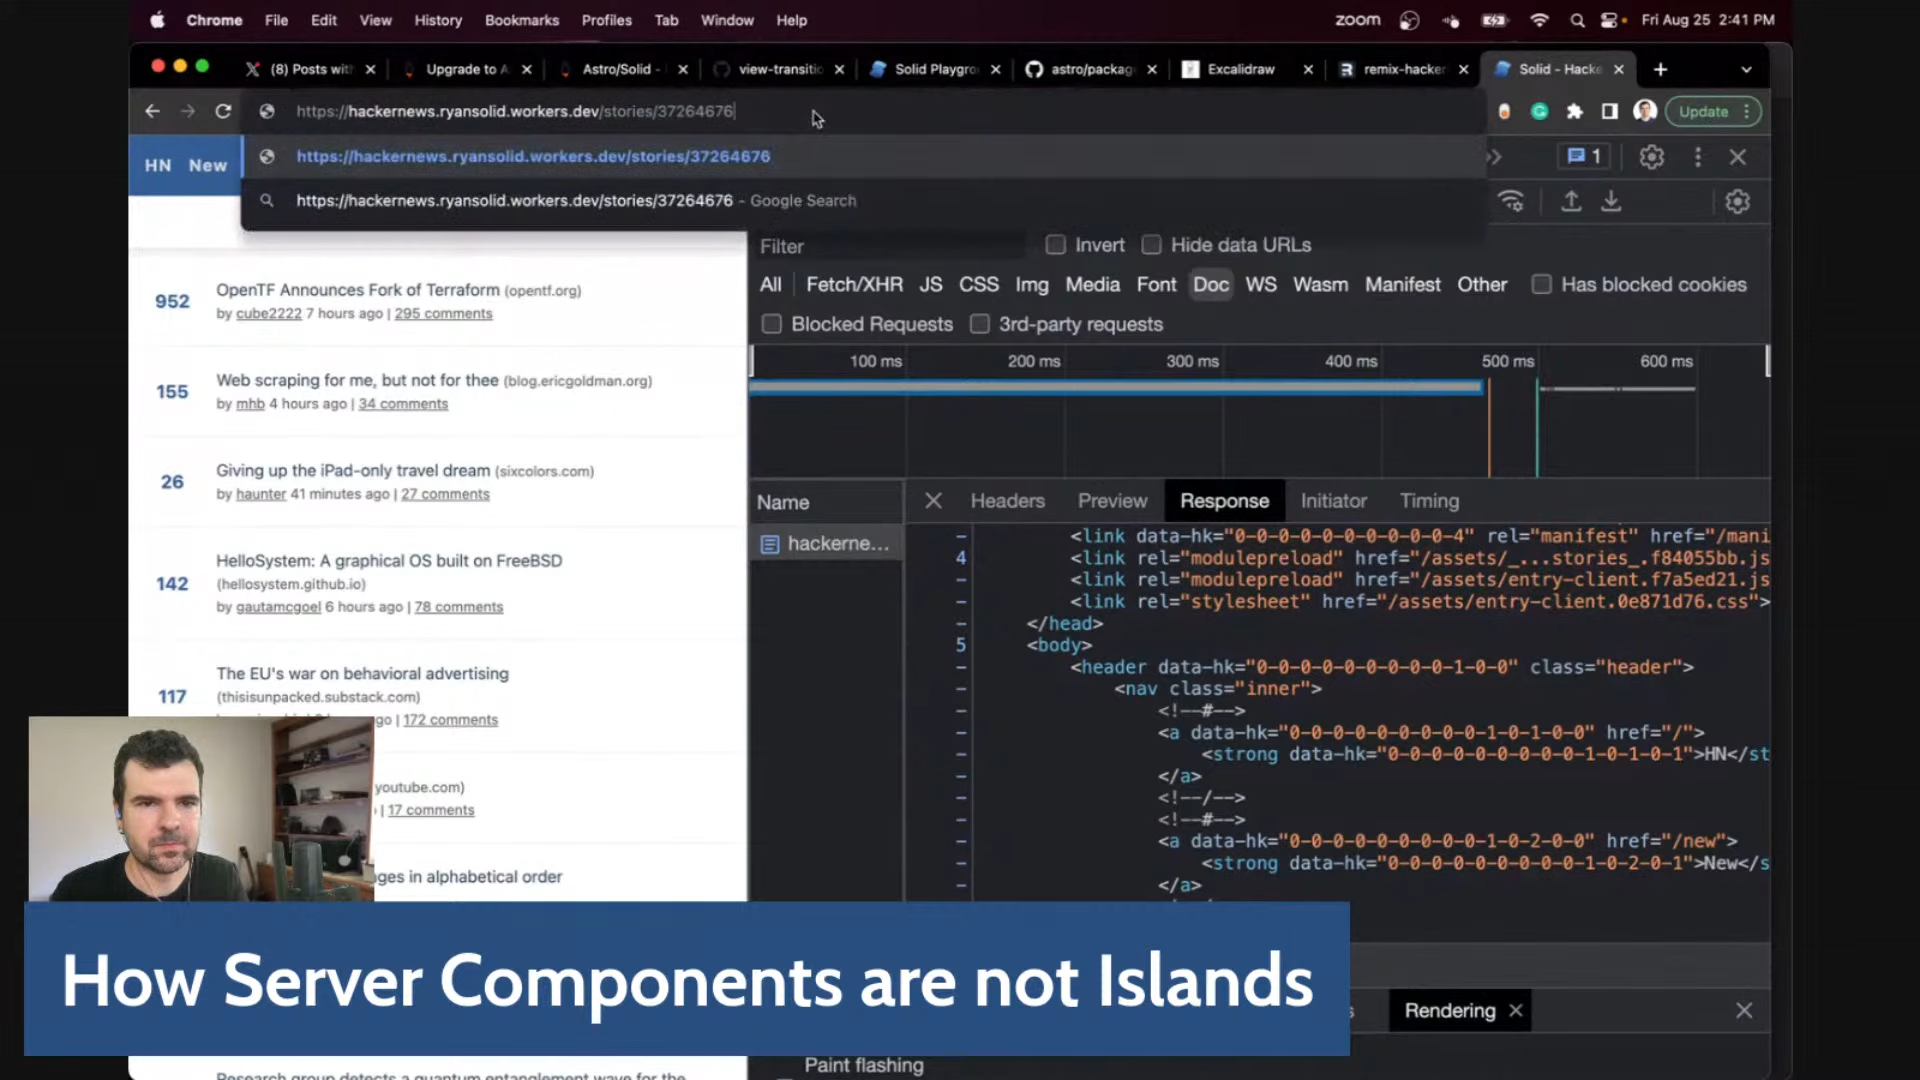 Chrome File Edit View History Bookmarks Profiles Tab Window Help zoom Fri Aug 25 2:41 PM
(8) Posts with Upgrade to A Astro/Solid - view-transitio Solid Playgro astro/packag Excalidraw remix-hacker Solid - Hacke
https://hackernews.ryansolid.workers.dev/stories/37264676 Update
HN New https://hackernews.ryansolid.workers.dev/stories/37264676 1
https://hackernews.ryansolid.workers.dev/stories/37264676 - Google Search
952 OpenTF Announces Fork of Terraform (opentf.org)
by cube2222 7 hours ago | 295 comments
155 Web scraping for me, but not for thee (blog.ericgoldman.org)
by mhb 4 hours ago | 34 comments
26 Giving up the iPad-only travel dream (sixcolors.com)
by haunter 41 minutes ago | 27 comments
142 HelloSystem: A graphical OS built on FreeBSD
(hellosystem.github.io)
by gautamcgoel 6 hours ago | 78 comments
117 The EU's war on behavioral advertising
(thisisunpacked.substack.com)
go | 172 comments
youtube.com)
| 17 comments
ges in alphabetical order
Research group detects a quantum entanglement wave for the
Filter Invert Hide data URLs
All Fetch/XHR JS CSS Img Media Font Doc WS Wasm Manifest Other Has blocked cookies
Blocked Requests 3rd-party requests
100 ms 200 ms 300 ms 400 ms 500 ms 600 ms
Name Headers Preview Response Initiator Timing
hackerne...
- <link data-hk="0-0-0-0-0-0-0-0-0-0-4" rel="manifest" href="/mani
4 <link rel="modulepreload" href="/assets/_...stories_.f84055bb.js
- <link rel="modulepreload" href="/assets/entry-client.f7a5ed21.js
- <link rel="stylesheet" href="/assets/entry-client.0e871d76.css">
- </head>
5 <body>
- <header data-hk="0-0-0-0-0-0-0-0-0-1-0-0" class="header">
- <nav class="inner">
- <!--#-->
- <a data-hk="0-0-0-0-0-0-0-0-0-1-0-1-0-0" href="/">
- <strong data-hk="0-0-0-0-0-0-0-0-0-1-0-1-0-1">HN</st
- </a>
- <!--/-->
- <!--#-->
- <a data-hk="0-0-0-0-0-0-0-0-0-1-0-2-0-0" href="/new">
- <strong data-hk="0-0-0-0-0-0-0-0-0-1-0-2-0-1">New</s
- </a>
How Server Components are not Islands
Rendering
Paint flashing